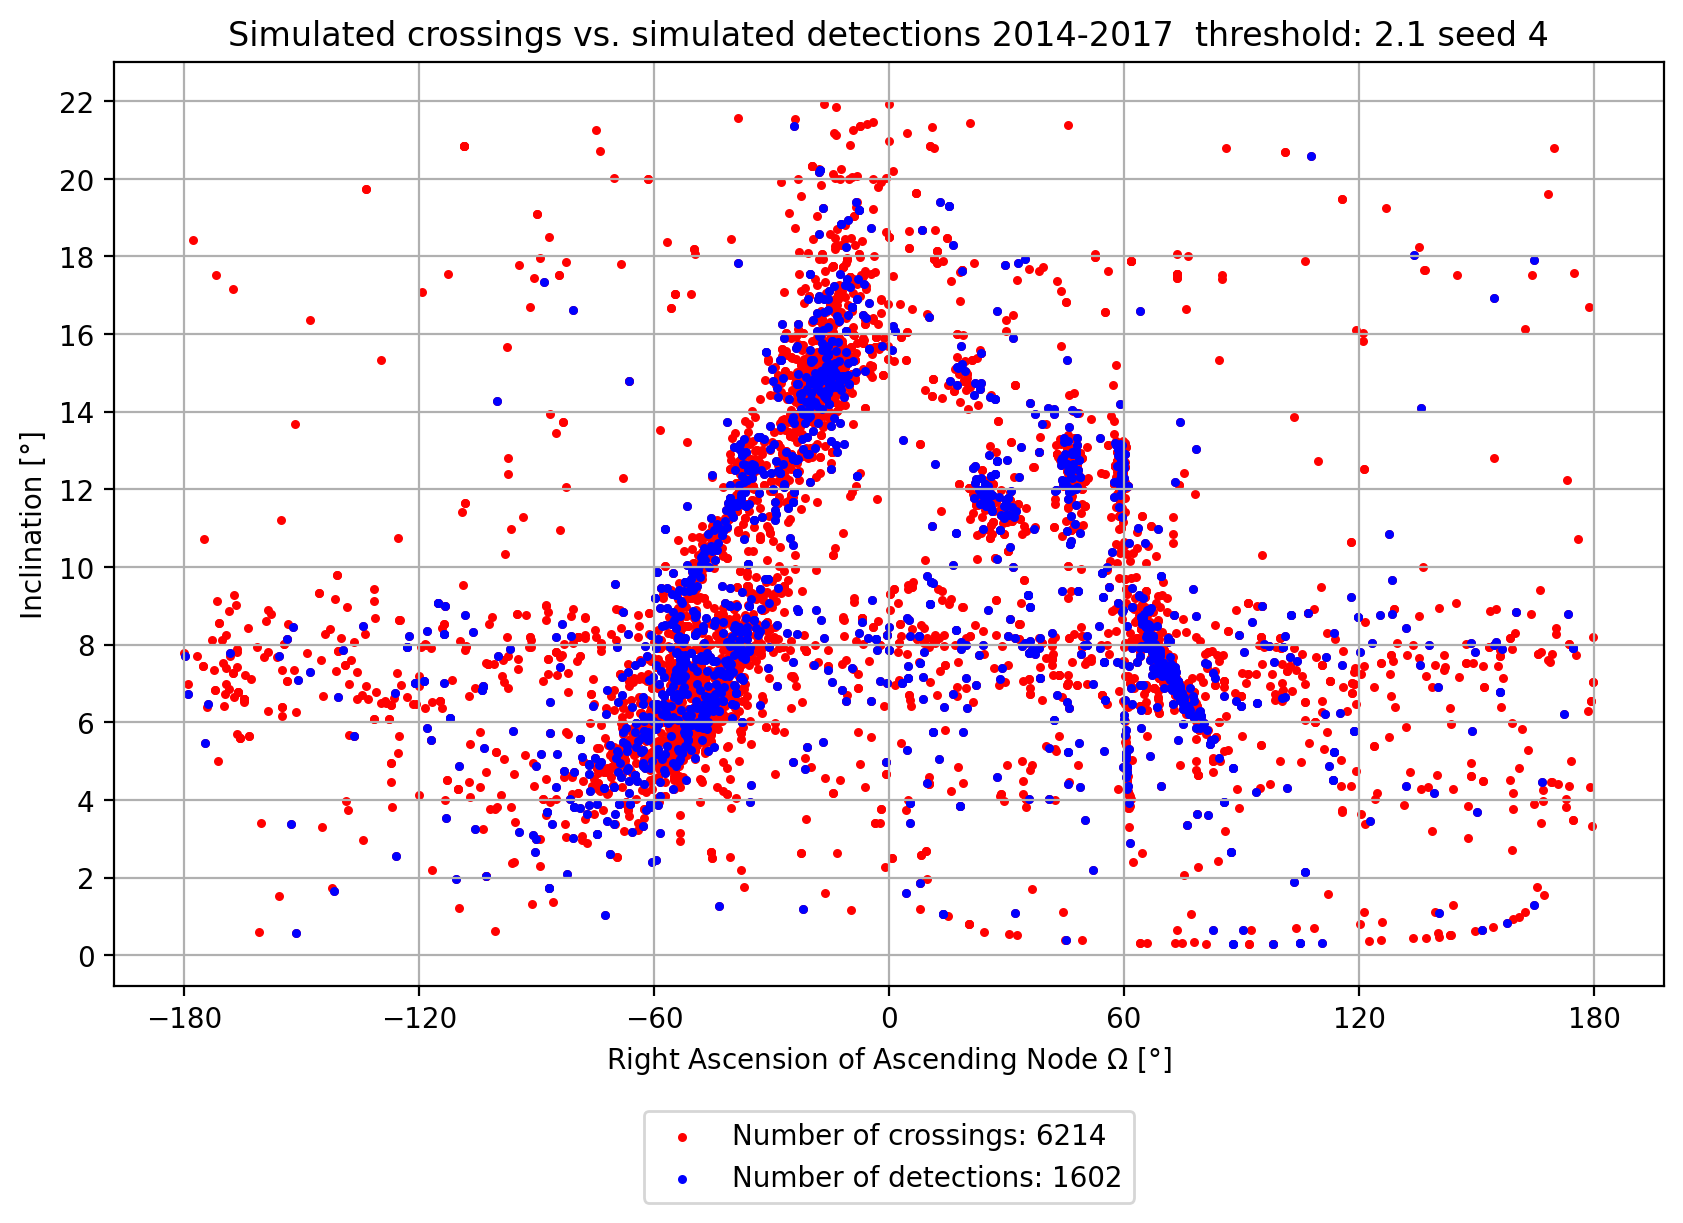 Simulated crossings vs. simulated detections 2014-2017  threshold: 2.1 seed 4
22
20
18
16
14
12
10
8
6
4
2
0
Inclination [°]
−180 −120 −60 0 60 120 180
Right Ascension of Ascending Node Ω [°]
Number of crossings: 6214
Number of detections: 1602